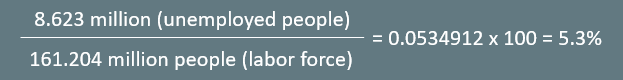 8.623 million (unemployed people)
161.204 million people (labor force)
= 0.0534912 x 100 = 5.3%